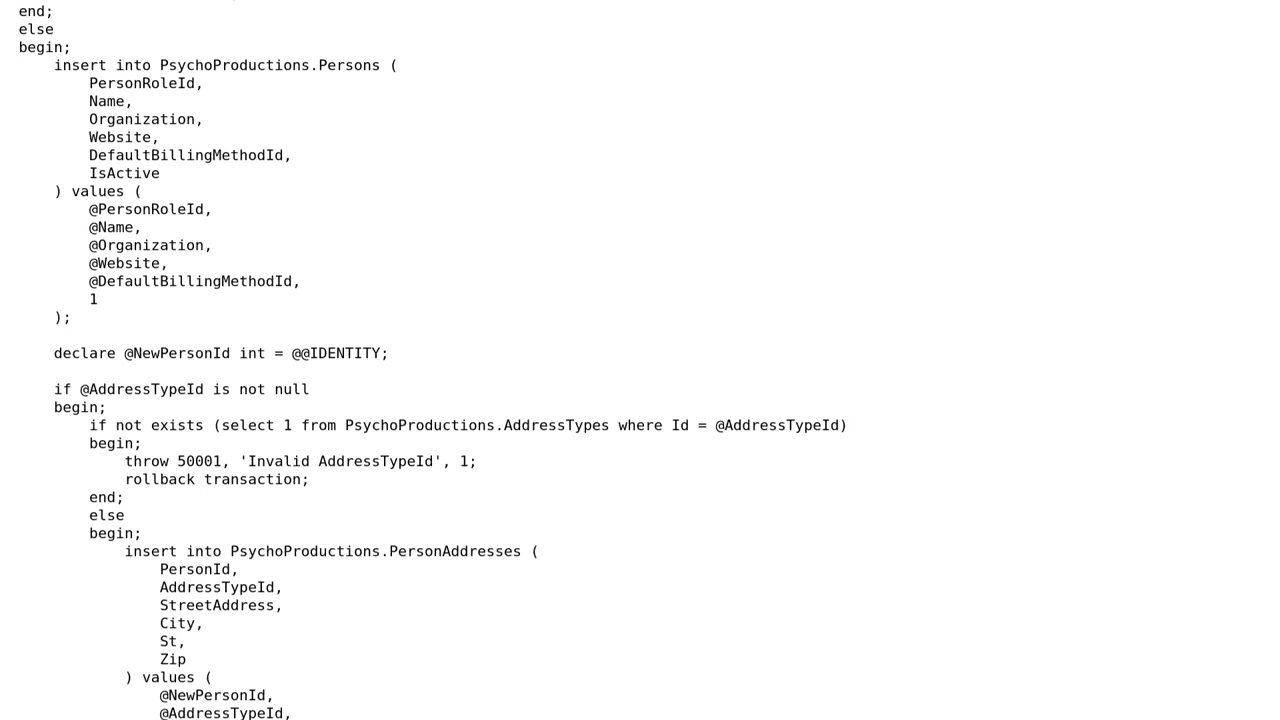 end;
else
begin;
insert into PsychoProductions.Persons (
PersonRoleId,
Name,
Organization,
Website,
DefaultBillingMethodId,
IsActive
) values (
@PersonRoleId,
@Name,
@Organization,
@Website,
@DefaultBillingMethodId,
1
);
declare @NewPersonId int = @@IDENTITY;
if @AddressTypeId is not null
begin;
if not exists (select 1 from PsychoProductions.AddressTypes where Id = @AddressTypeId)
begin;
throw 50001, 'Invalid AddressTypeId', 1;
rollback transaction;
end;
else
begin;
insert into PsychoProductions.PersonAddresses (
PersonId,
AddressTypeId,
StreetAddress,
City,
St,
Zip
) values (
@NewPersonId,
@AddressTypeId,